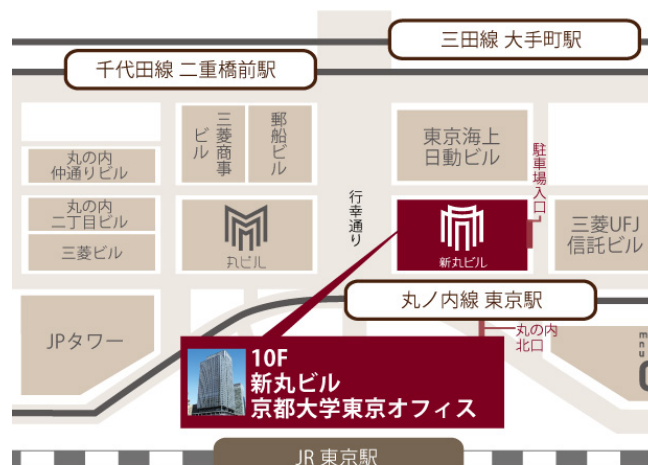 三田線 大手町駅
千代田線 二重橋前駅
三菱商事
ビル
郵船ビル
東京海上
日動ビル
駐車場入口
丸の内
仲通りビル
丸の内
二丁目ビル
三菱ビル
丸ビル
行幸通り
新丸ビル
三菱UFJ
信託ビル
丸ノ内線 東京駅
JPタワー
丸の内
北口
10F
新丸ビル
京都大学東京オフィス
JR 東京駅